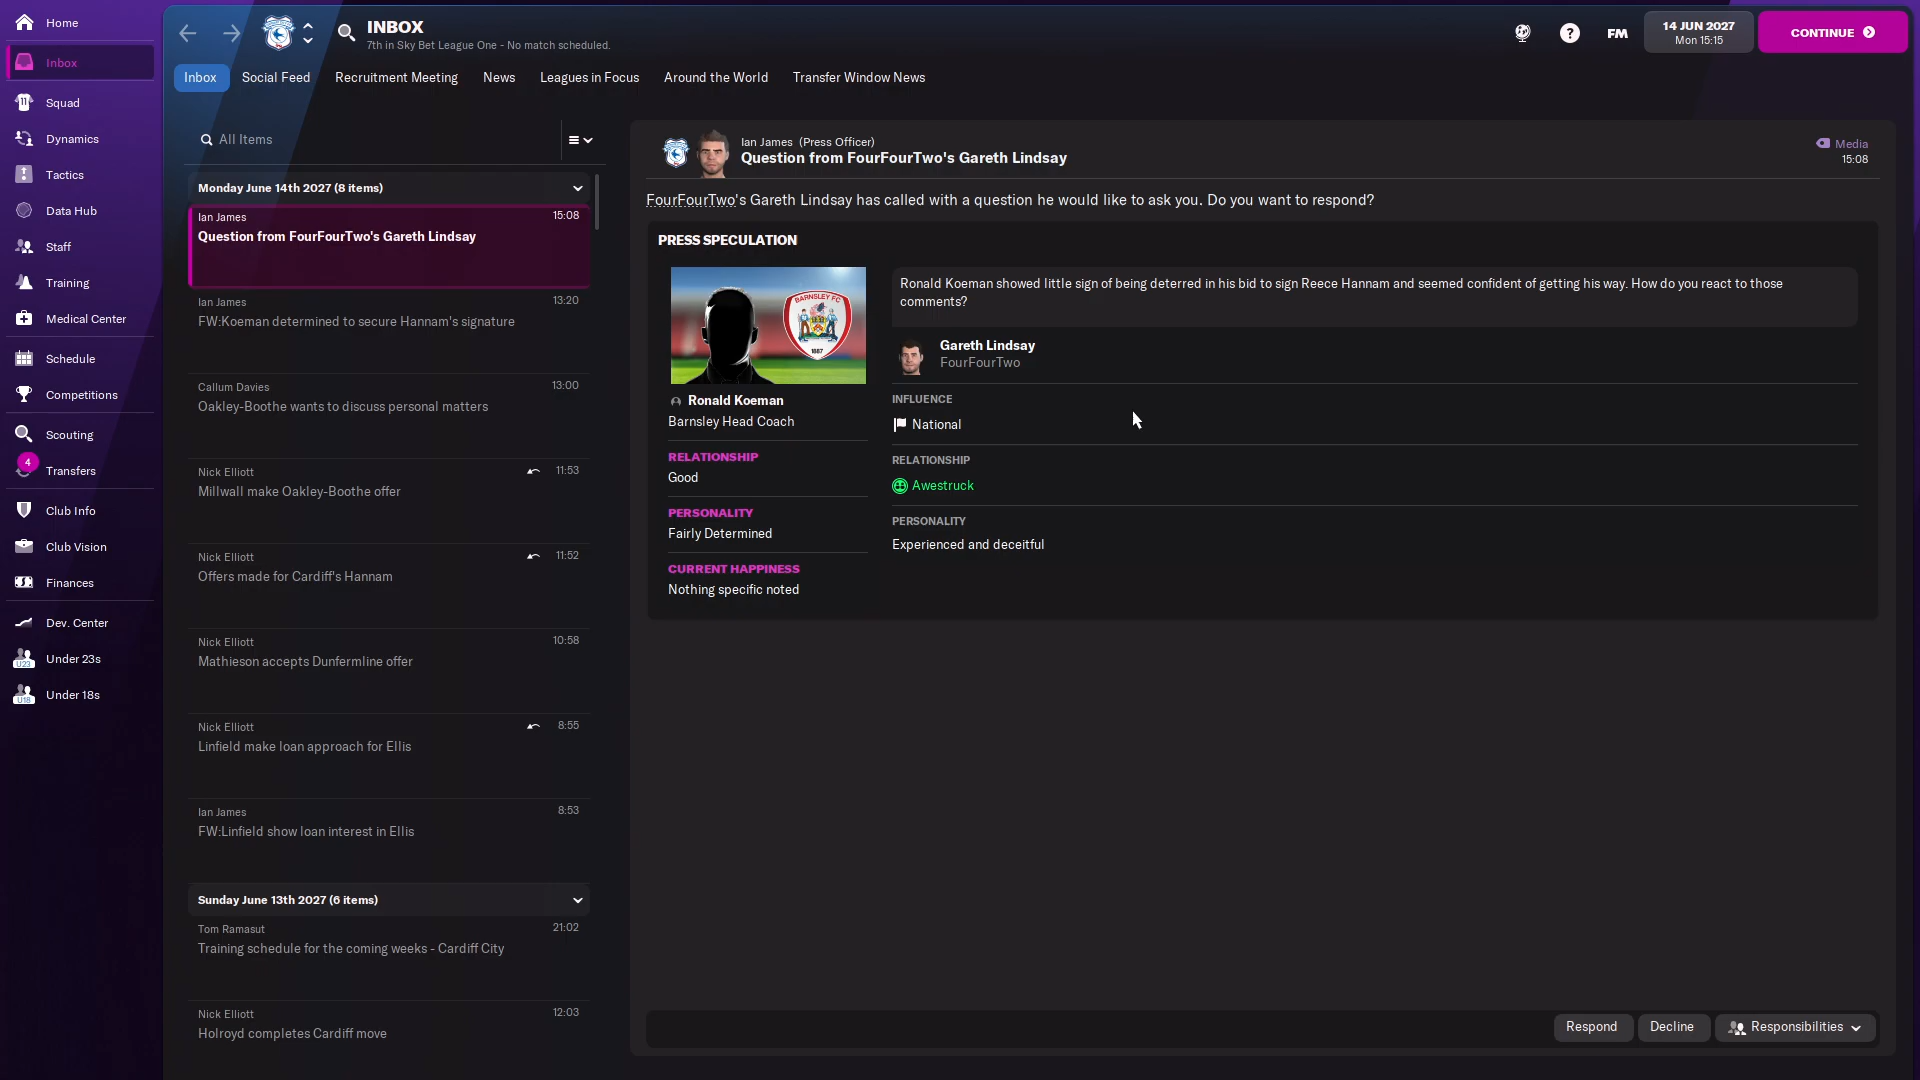 Home
Inbox
Squad
Dynamics
Tactics
Data Hub
Staff
Training
Medical Center
Schedule
Competitions
Scouting
4
Transfers
Club Info
Club Vision
Finances
Dev. Center
U23
Under 23s
U18
Under 18s
INBOX
7th in Sky Bet League One - No match scheduled.
FM
14 JUN 2027
Mon 15:15
CONTINUE
Inbox
Social Feed
Recruitment Meeting
News
Leagues in Focus
Around the World
Transfer Window News
All Items
Monday June 14th 2027 (8 items)
Ian James 15:08
Question from FourFourTwo's Gareth Lindsay
Ian James 13:20
FW:Koeman determined to secure Hannam's signature
Callum Davies 13:00
Oakley-Boothe wants to discuss personal matters
Nick Elliott 11:53
Millwall make Oakley-Boothe offer
Nick Elliott 11:52
Offers made for Cardiff's Hannam
Nick Elliott 10:58
Mathieson accepts Dunfermline offer
Nick Elliott 8:55
Linfield make loan approach for Ellis
Ian James 8:53
FW:Linfield show loan interest in Ellis
Sunday June 13th 2027 (6 items)
Tom Ramasut 21:02
Training schedule for the coming weeks - Cardiff City
Nick Elliott 12:03
Holroyd completes Cardiff move
Ian James (Press Officer)
Question from FourFourTwo's Gareth Lindsay
Media
15:08
FourFourTwo's Gareth Lindsay has called with a question he would like to ask you. Do you want to respond?
PRESS SPECULATION
BARNSLEY FC
1887
Ronald Koeman
Barnsley Head Coach
RELATIONSHIP
Good
PERSONALITY
Fairly Determined
CURRENT HAPPINESS
Nothing specific noted
Ronald Koeman showed little sign of being deterred in his bid to sign Reece Hannam and seemed confident of getting his way. How do you react to those
comments?
Gareth Lindsay
FourFourTwo
INFLUENCE
National
RELATIONSHIP
Awestruck
PERSONALITY
Experienced and deceitful
Respond
Decline
Responsibilities